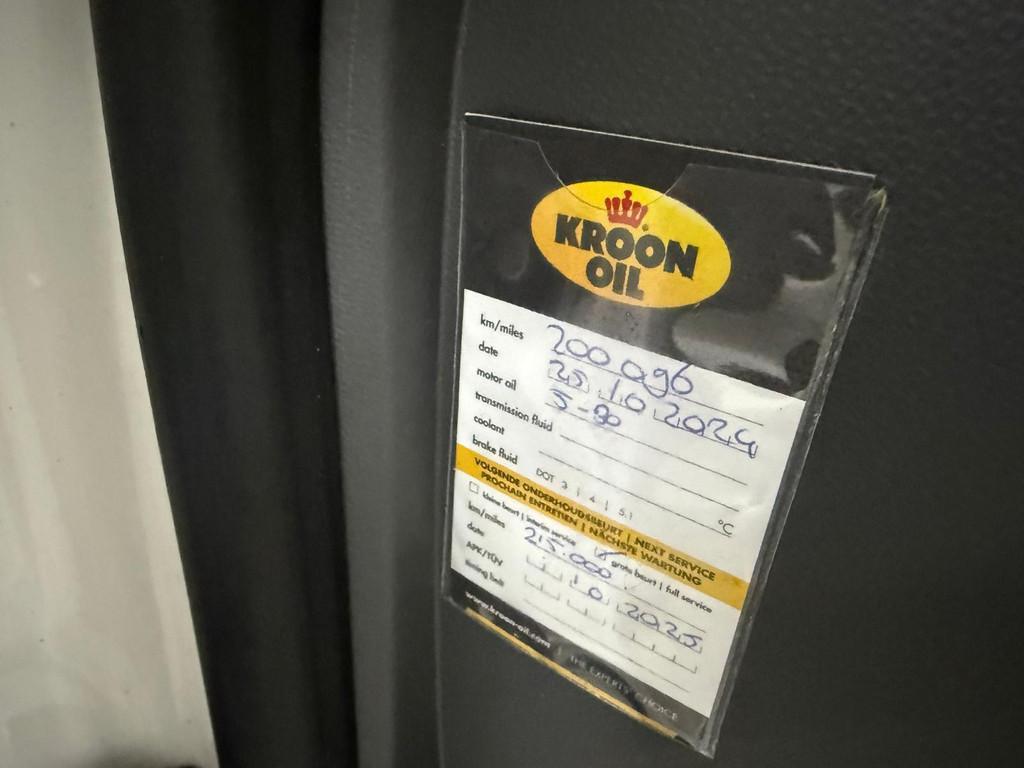 KROON
OIL
km/miles 200 096
date 25 10 2024
motor oil 5-30
transmission fluid
coolant °C
brake fluid DOT 3 | 4 | 5.1
VOLGENDE ONDERHOUDSBEURT | NEXT SERVICE
PROCHAIN ENTRETIEN | NÄCHSTE WARTUNG
kleine beurt | interim service grote beurt | full service
km/miles 215.000
date 10 2025
APK/TÜV
timing belt
www.kroon-oil.com | THE EXPERTS' CHOICE